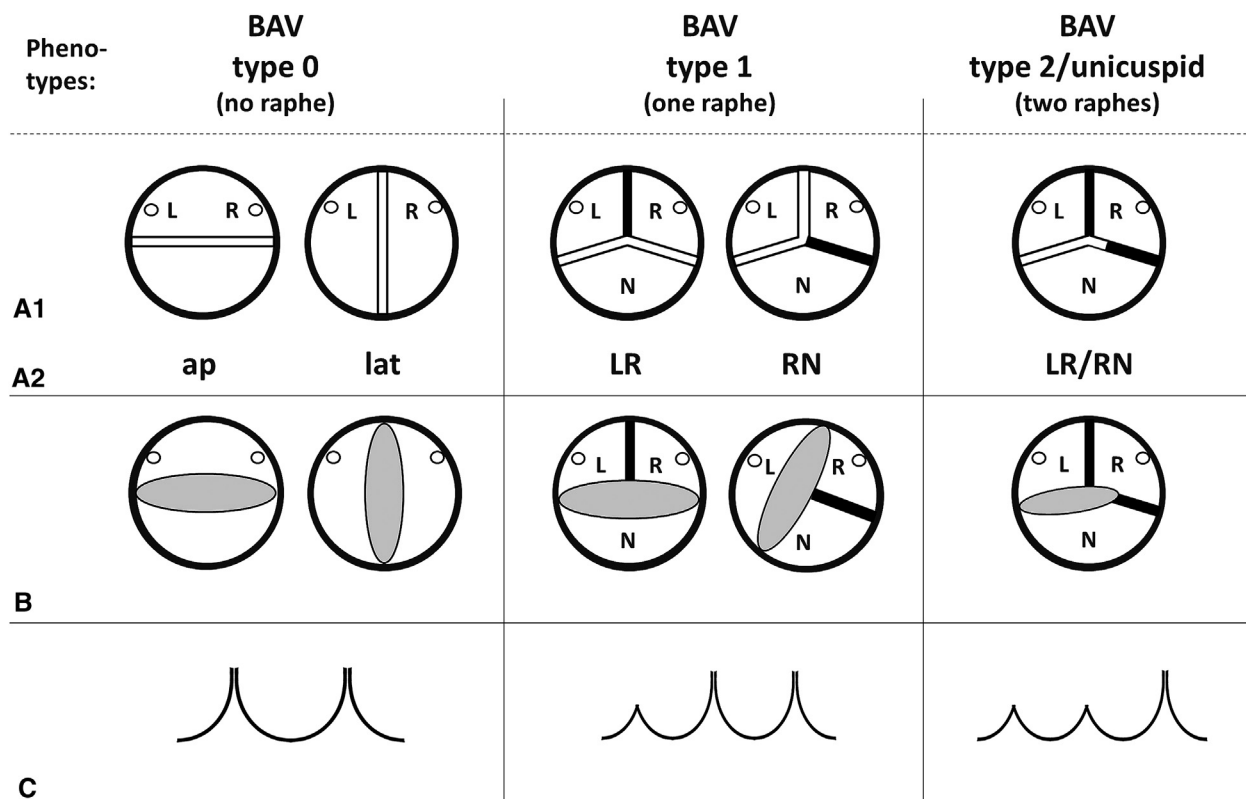 Pheno-
types:
BAV
type 0
(no raphe)
BAV
type 1
(one raphe)
BAV
type 2/unicuspid
(two raphes)
L R
L R
L R
N
L R
N
L R
N
A1
A2
ap
lat
LR
RN
LR/RN
L R
N
L R
N
L R
N
B
C